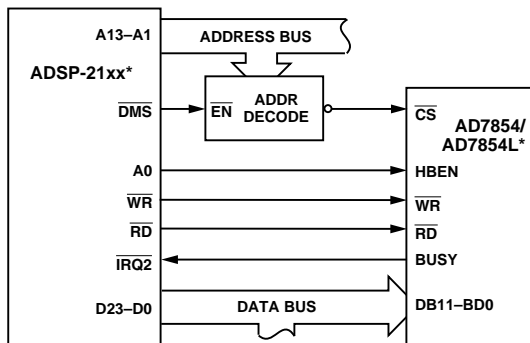 A13–A1
ADDRESS BUS
ADSP-21xx*
DMS
EN
ADDR
DECODE
CS
AD7854/
AD7854L*
A0
HBEN
WR
WR
RD
RD
IRQ2
BUSY
D23–D0
DATA BUS
DB11–BD0